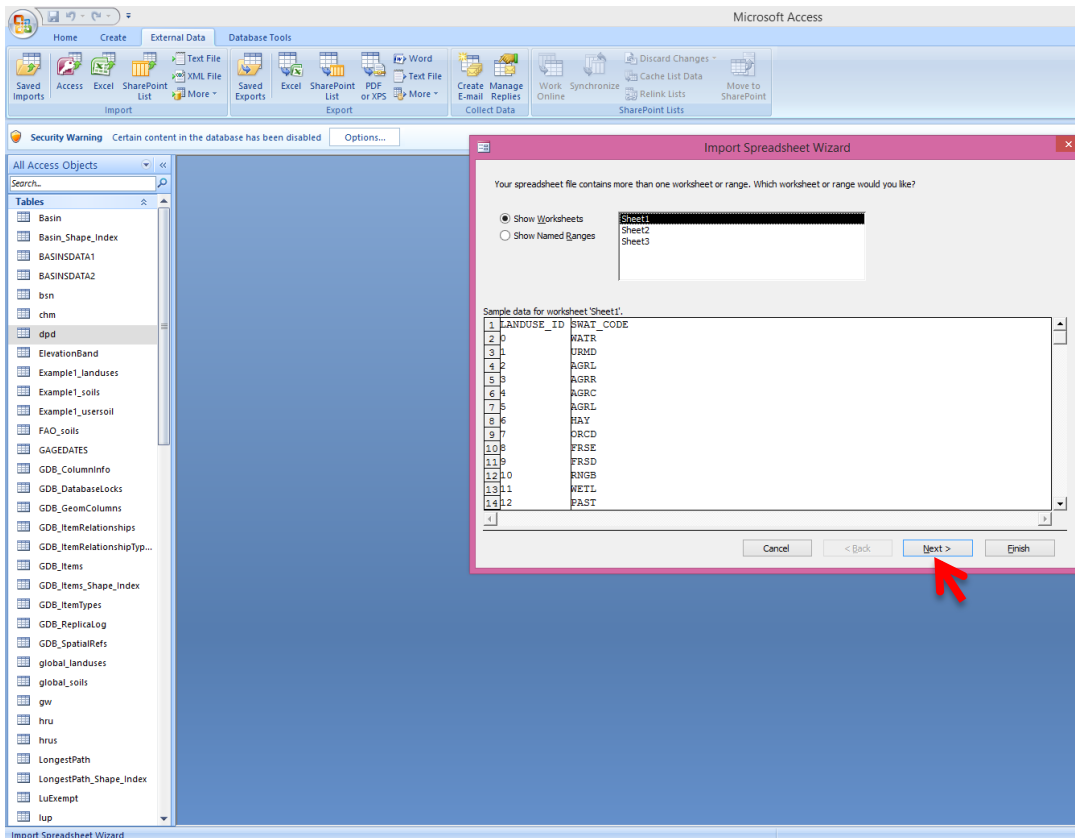 Microsoft Access
Home Create External Data Database Tools
Saved Imports
Access
Excel
SharePoint List
Text File
XML File
More
Import
Saved Exports
Excel
SharePoint List
PDF or XPS
Word
Text File
More
Export
Create E-mail
Manage Replies
Collect Data
Work Online
Synchronize
Discard Changes
Cache List Data
Relink Lists
Move to SharePoint
SharePoint Lists
Security Warning Certain content in the database has been disabled Options...
All Access Objects
Search...
Tables
Basin
Basin_Shape_Index
BASINSDATA1
BASINSDATA2
bsn
chm
dpd
ElevationBand
Example1_landuses
Example1_soils
Example1_usersoil
FAO_soils
GAGEDATES
GDB_ColumnInfo
GDB_DatabaseLocks
GDB_GeomColumns
GDB_ItemRelationships
GDB_ItemRelationshipTyp...
GDB_Items
GDB_Items_Shape_Index
GDB_ItemTypes
GDB_ReplicaLog
GDB_SpatialRefs
global_landuses
global_soils
gw
hru
hrus
LongestPath
LongestPath_Shape_Index
LuExempt
lup
Import Spreadsheet Wizard
Your spreadsheet file contains more than one worksheet or range. Which worksheet or range would you like?
Show Worksheets
Show Named Ranges
Sheet1
Sheet2
Sheet3
Sample data for worksheet 'Sheet1'.
1 LANDUSE_ID SWAT_CODE
2 0 WATR
3 1 URMD
4 2 AGRL
5 3 AGRR
6 4 AGRC
7 5 AGRL
8 6 HAY
9 7 ORCD
10 8 FRSE
11 9 FRSD
12 10 RNGB
13 11 WETL
14 12 PAST
Cancel < Back Next > Finish
Import Spreadsheet Wizard